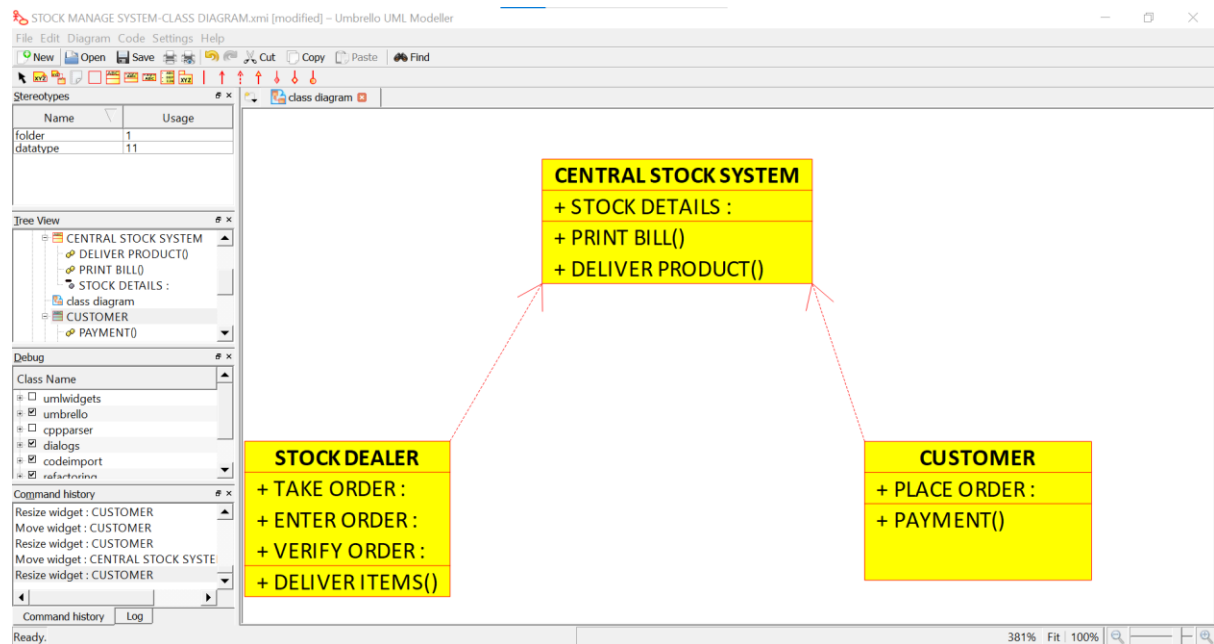 STOCK MANAGE SYSTEM-CLASS DIAGRAM.xmi [modified] – Umbrello UML Modeller
File Edit Diagram Code Settings Help
New Open Save Cut Copy Paste Find
Stereotypes
class diagram
Name Usage
folder 1
datatype 11
Tree View
CENTRAL STOCK SYSTEM
DELIVER PRODUCT()
PRINT BILL()
STOCK DETAILS :
class diagram
CUSTOMER
PAYMENT()
Debug
Class Name
umlwidgets
umbrello
cppparser
dialogs
codeimport
refactoring
Command history
Resize widget : CUSTOMER
Move widget : CUSTOMER
Resize widget : CUSTOMER
Move widget : CENTRAL STOCK SYSTE
Resize widget : CUSTOMER
Command history Log
Ready.
CENTRAL STOCK SYSTEM
+ STOCK DETAILS :
+ PRINT BILL()
+ DELIVER PRODUCT()
STOCK DEALER
+ TAKE ORDER :
+ ENTER ORDER :
+ VERIFY ORDER :
+ DELIVER ITEMS()
CUSTOMER
+ PLACE ORDER :
+ PAYMENT()
381% Fit 100%